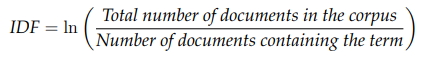 IDF = ln ( Total number of documents in the corpus / Number of documents containing the term )